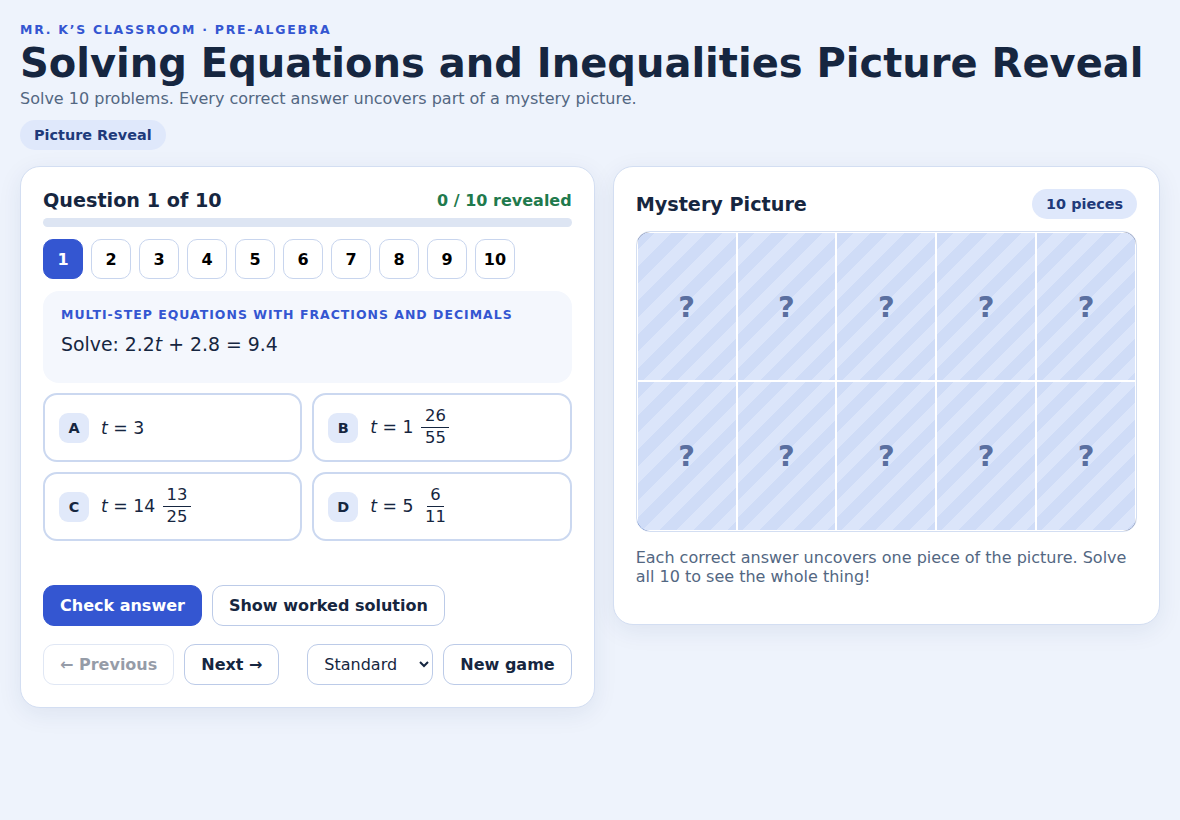 MR. K’S CLASSROOM · PRE-ALGEBRA
Solving Equations and Inequalities Picture Reveal
Solve 10 problems. Every correct answer uncovers part of a mystery picture.
Picture Reveal
Question 1 of 10
0 / 10 revealed
1 2 3 4 5 6 7 8 9 10
MULTI-STEP EQUATIONS WITH FRACTIONS AND DECIMALS
Solve: 2.2t + 2.8 = 9.4
A t = 3
B t = 1 26/55
C t = 14 13/25
D t = 5 6/11
Check answer
Show worked solution
← Previous
Next →
Standard
New game
Mystery Picture
10 pieces
? ? ? ? ?
? ? ? ? ?
Each correct answer uncovers one piece of the picture. Solve
all 10 to see the whole thing!